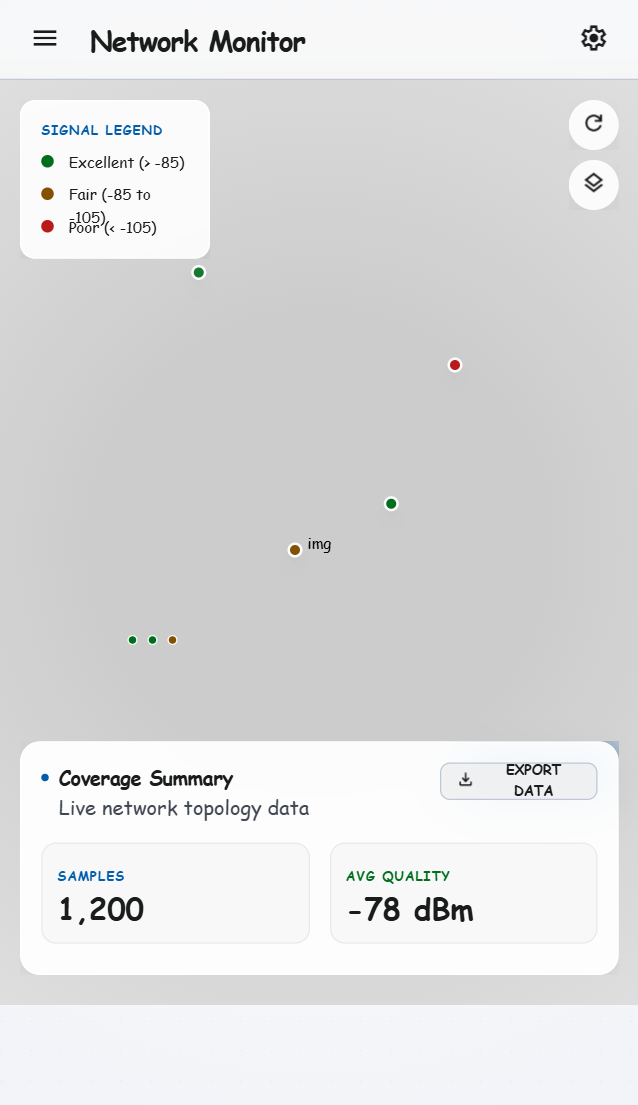 Network Monitor
SIGNAL LEGEND
Excellent (> -85)
Fair (-85 to
-105)
Poor (< -105)
img
Coverage Summary
Live network topology data
EXPORT
DATA
SAMPLES
1,200
AVG QUALITY
-78 dBm